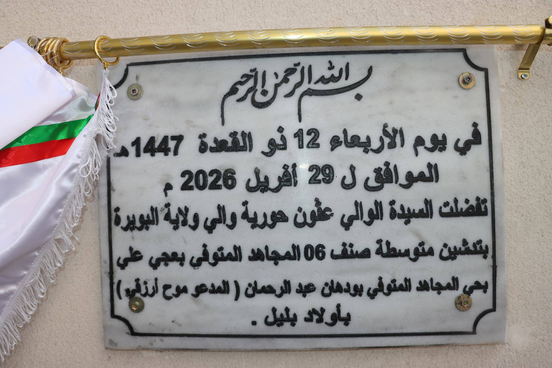 بسم الله الرحمن الرحيم
في يوم الأربعاء 12 ذو القعدة 1447هـ
الموافق ل 29 أفريل 2026 م
تفضلت السيدة الوالي عڨون حورية والي ولاية البويرة
بتدشين متوسطة صنف 06 المجاهد المتوفي بعجي علي
بحي المجاهد المتوفي بودهان عبد الرحمان ( المدعو موح أرزقي )
بأولاد بليل .